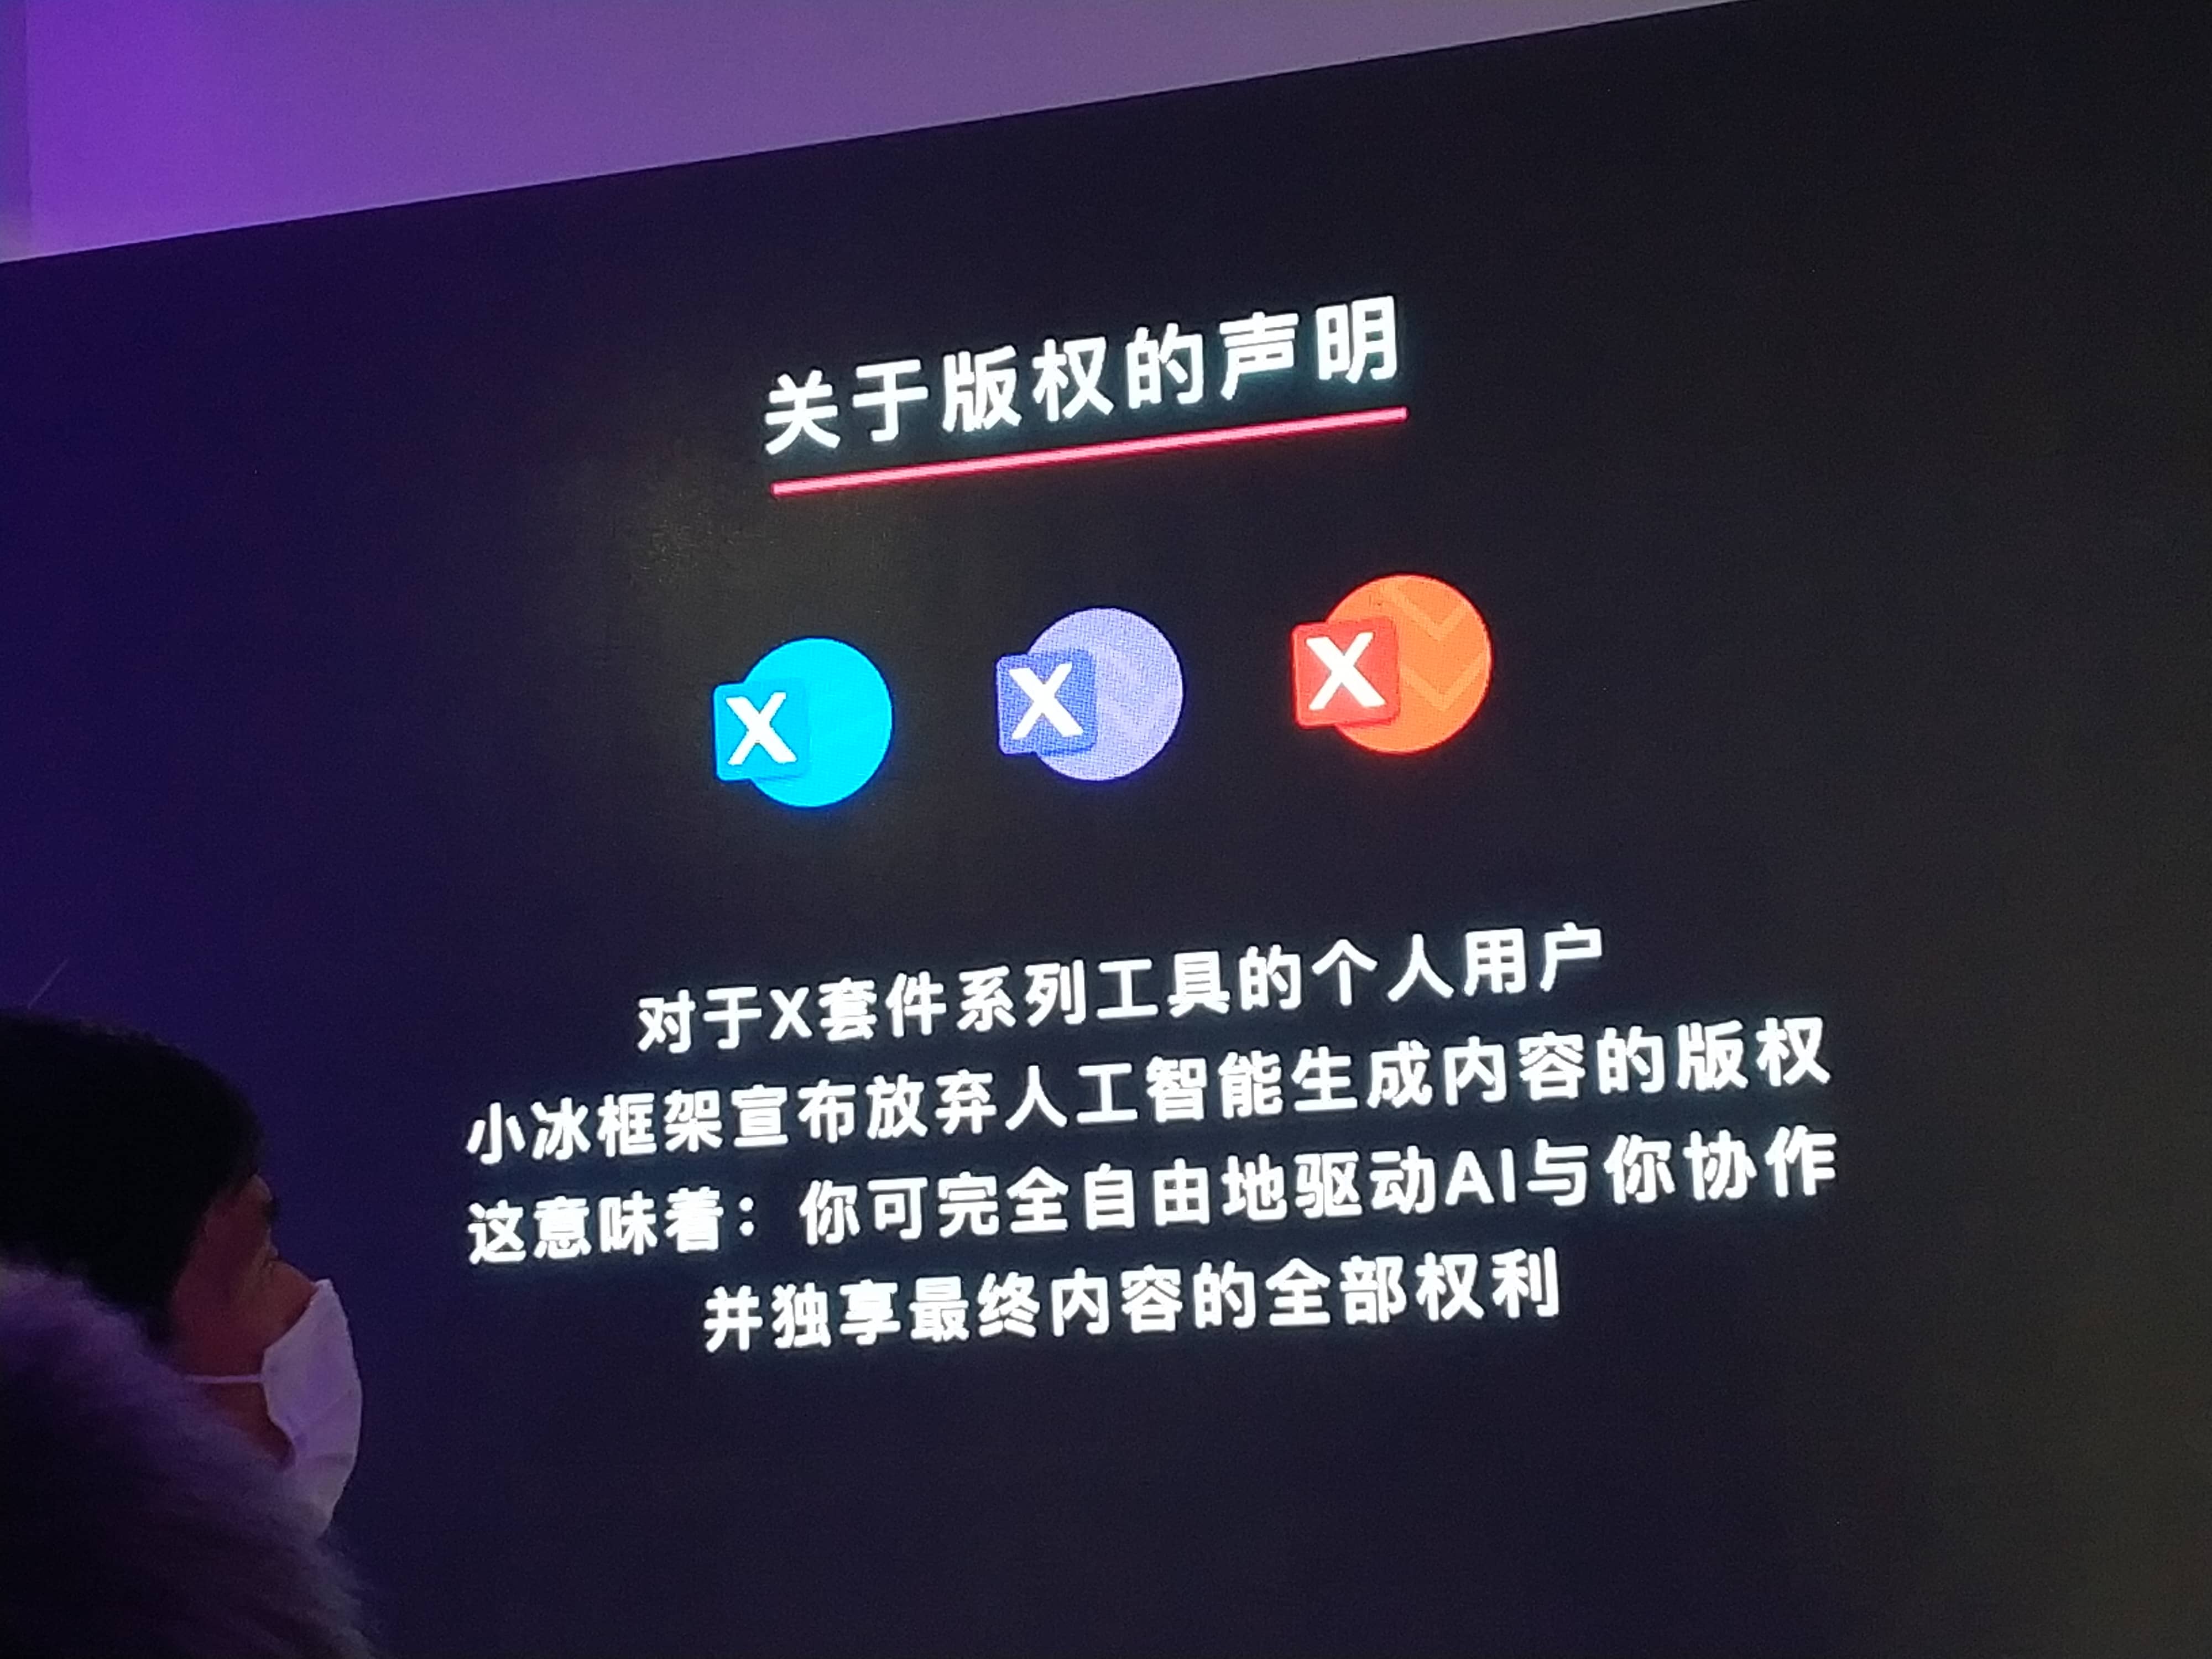 关于版权的声明
X
X
X
对于X套件系列工具的个人用户
小冰框架宣布放弃人工智能生成内容的版权
这意味着：你可完全自由地驱动AI与你协作
并独享最终内容的全部权利